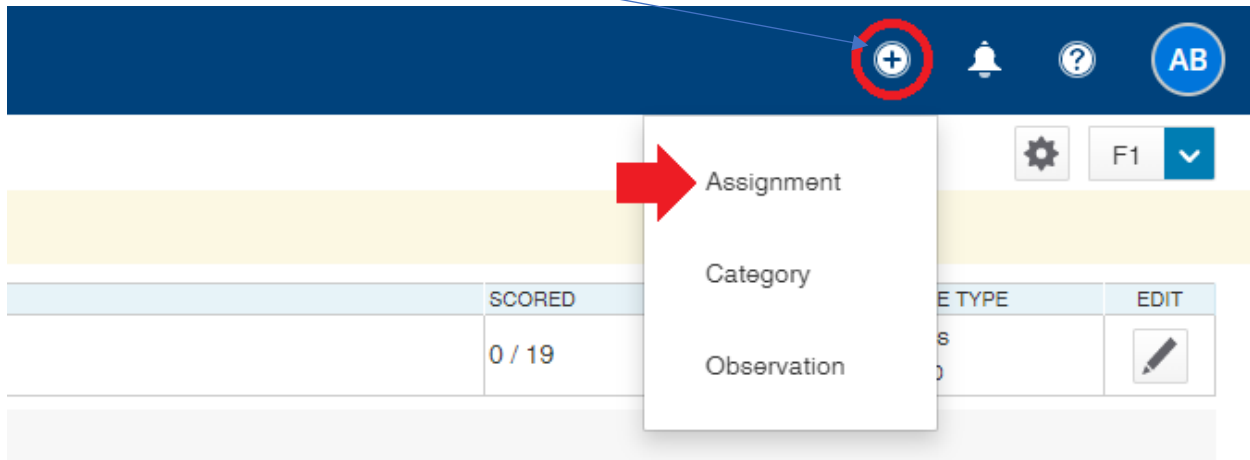 AB
F1
Assignment
Category
Observation
SCORED
E TYPE
EDIT
0 / 19
s